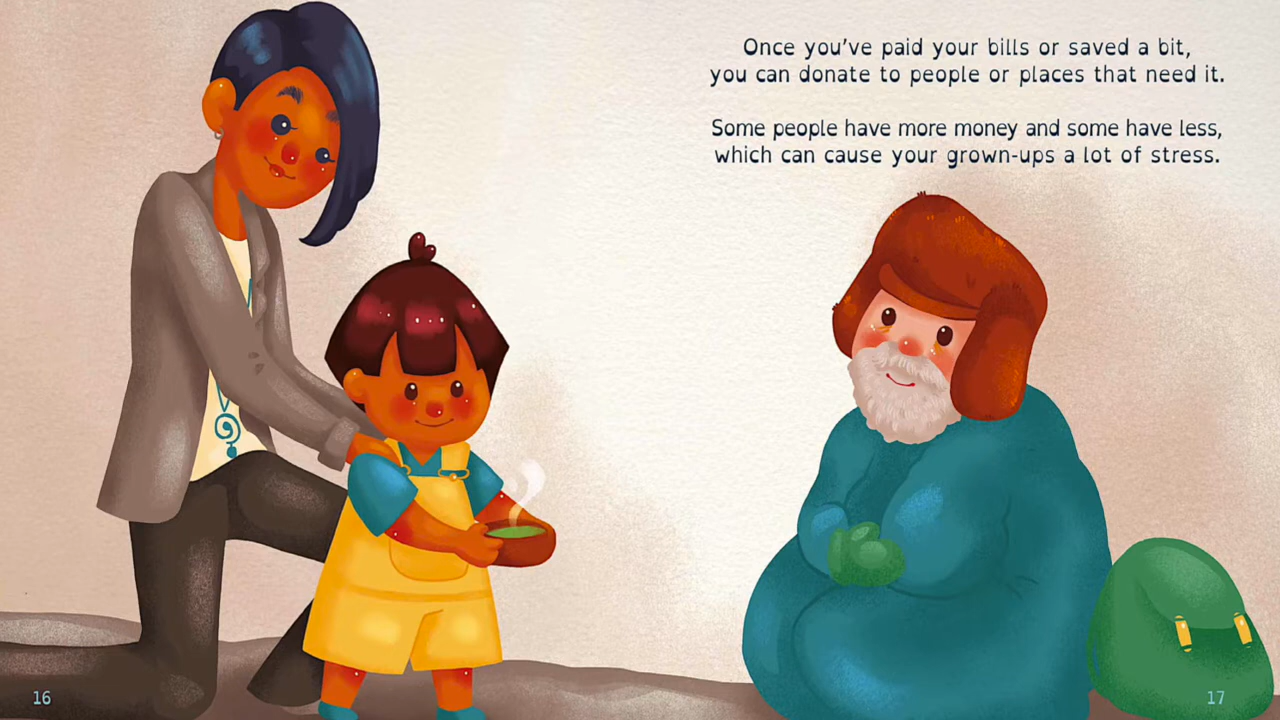 Once you've paid your bills or saved a bit,
you can donate to people or places that need it.
Some people have more money and some have less,
which can cause your grown-ups a lot of stress.
16
17